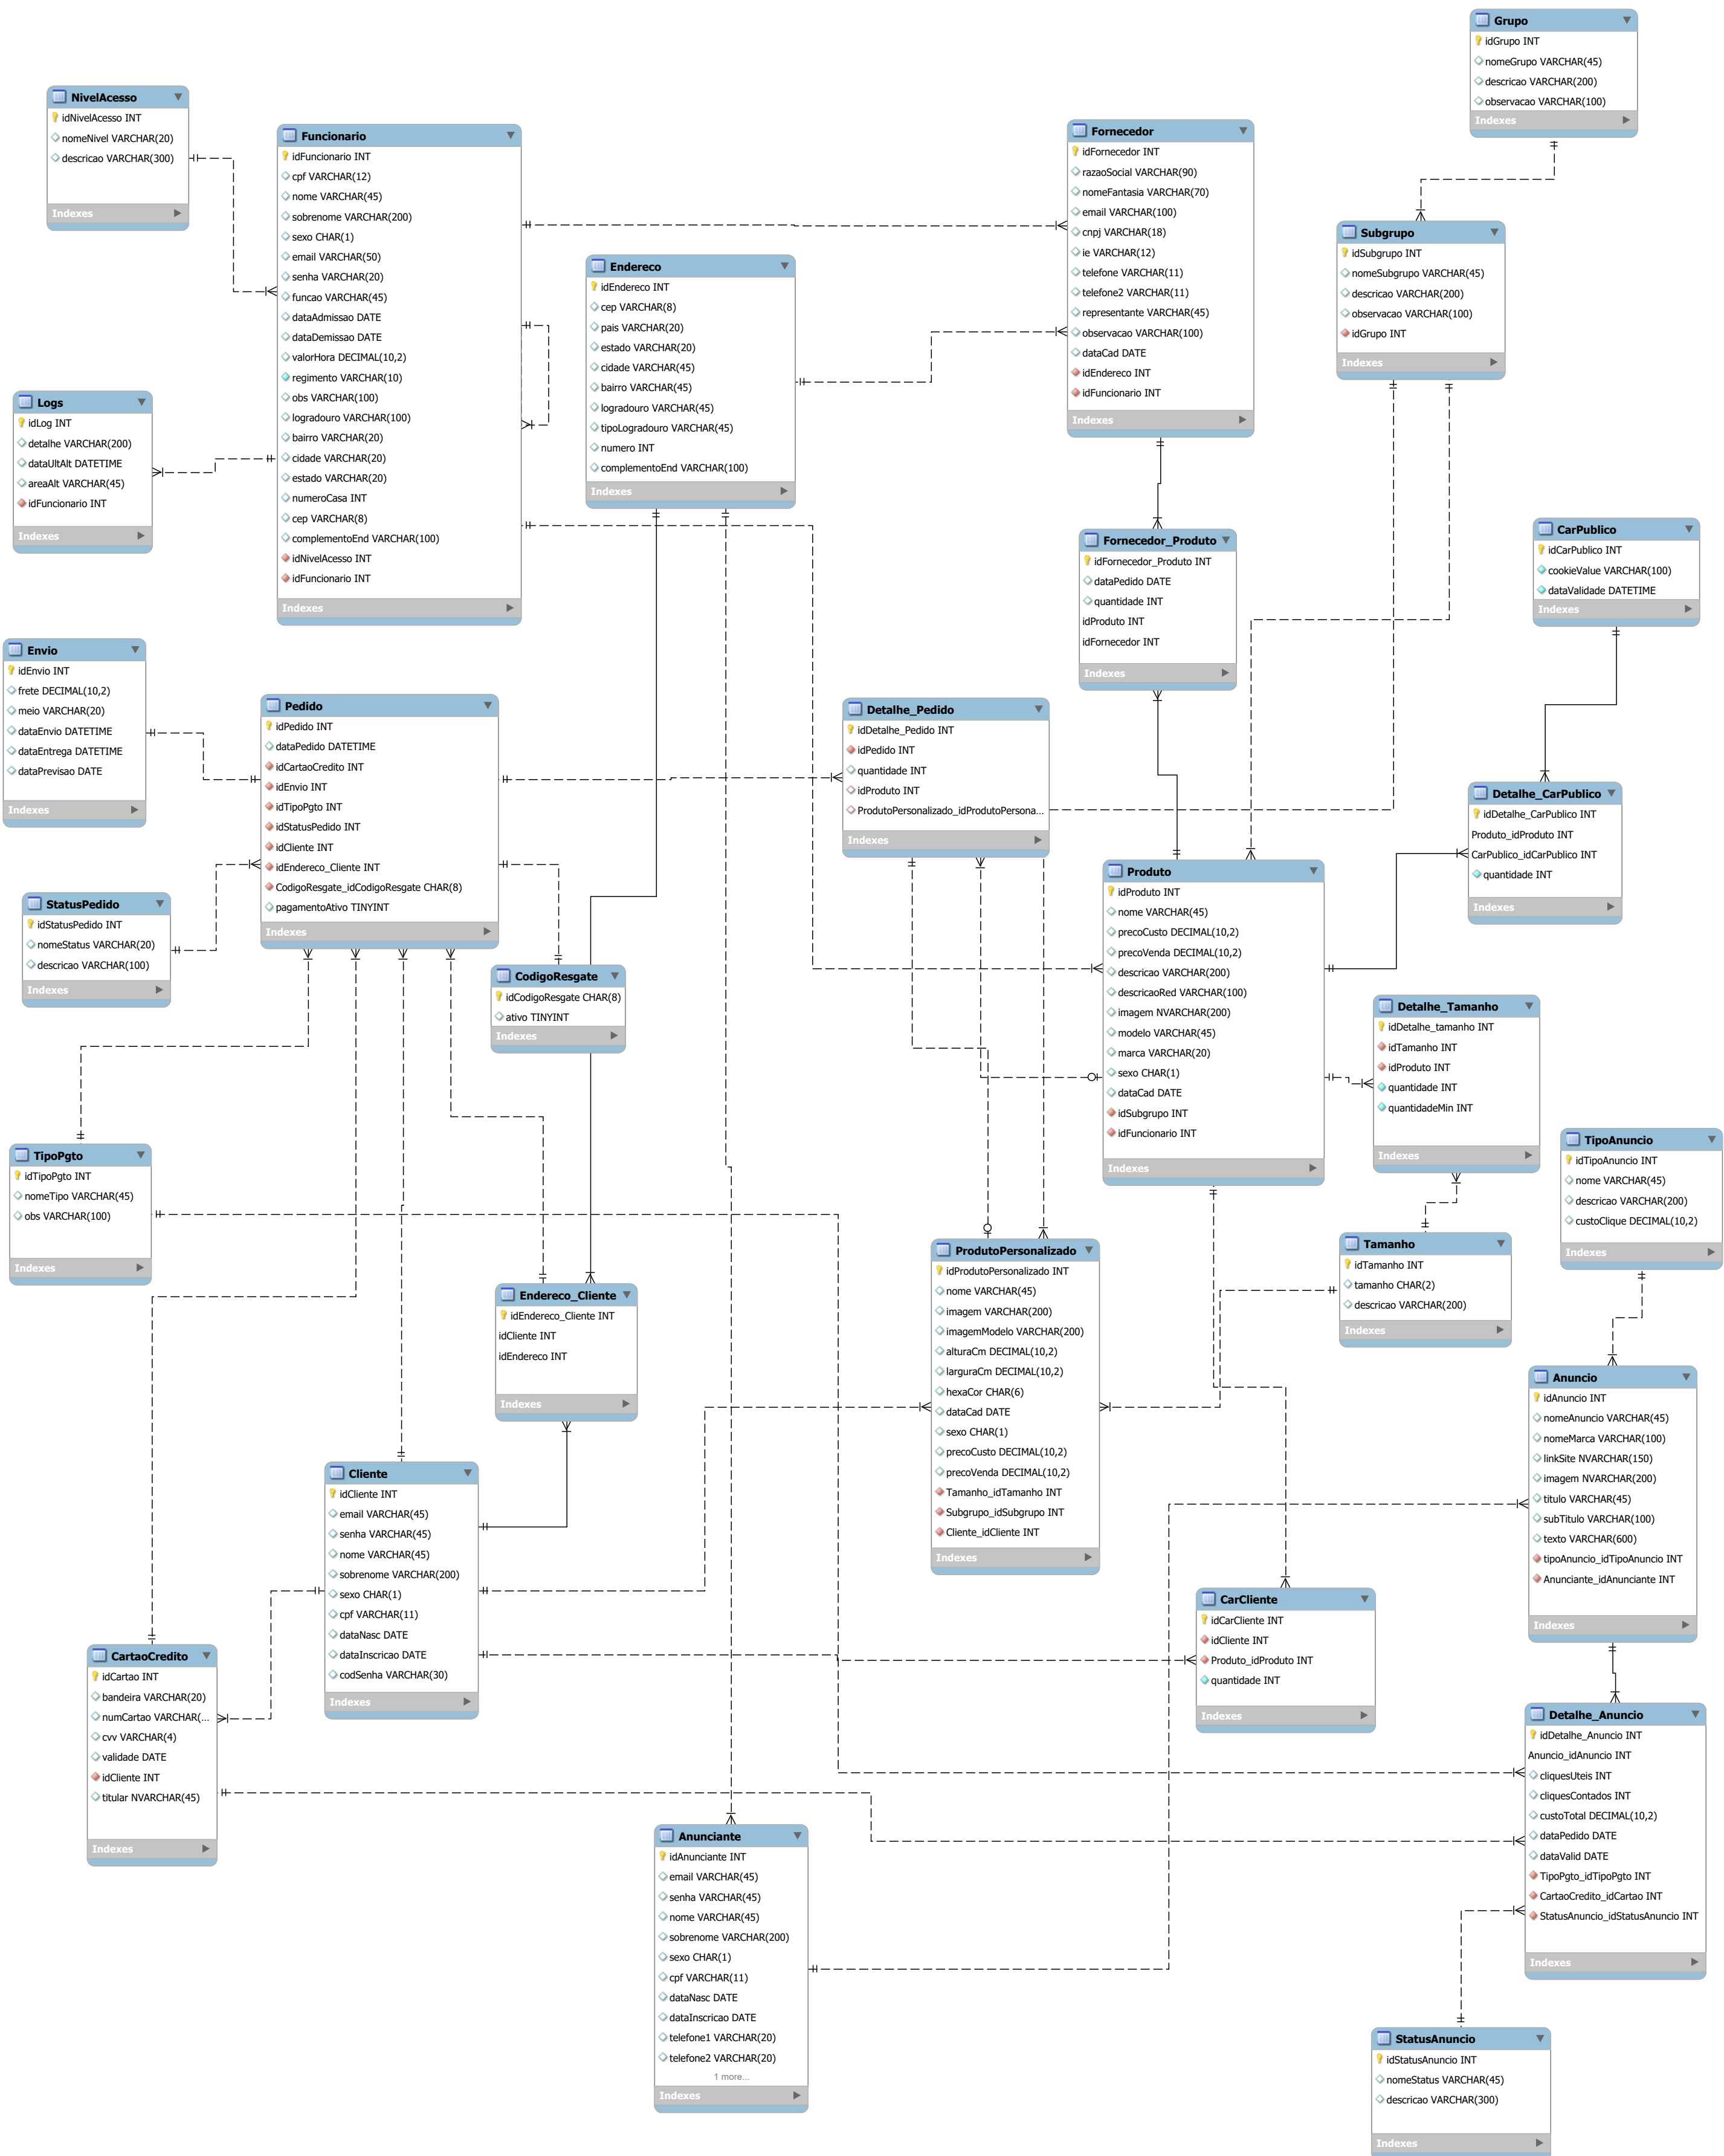 Grupo
idGrupo INT
nomeGrupo VARCHAR(45)
descricao VARCHAR(200)
observacao VARCHAR(100)
Indexes
NivelAcesso
idNivelAcesso INT
nomeNivel VARCHAR(20)
descricao VARCHAR(300)
Indexes
Funcionario
idFuncionario INT
cpf VARCHAR(12)
nome VARCHAR(45)
sobrenome VARCHAR(200)
sexo CHAR(1)
email VARCHAR(50)
senha VARCHAR(20)
funcao VARCHAR(45)
dataAdmissao DATE
dataDemissao DATE
valorHora DECIMAL(10,2)
regimento VARCHAR(10)
obs VARCHAR(100)
logradouro VARCHAR(100)
bairro VARCHAR(20)
cidade VARCHAR(20)
estado VARCHAR(20)
numeroCasa INT
cep VARCHAR(8)
complementoEnd VARCHAR(100)
idNivelAcesso INT
idFuncionario INT
Indexes
Fornecedor
idFornecedor INT
razaoSocial VARCHAR(90)
nomeFantasia VARCHAR(70)
email VARCHAR(100)
cnpj VARCHAR(18)
ie VARCHAR(12)
telefone VARCHAR(11)
telefone2 VARCHAR(11)
representante VARCHAR(45)
observacao VARCHAR(100)
dataCad DATE
idEndereco INT
idFuncionario INT
Indexes
Subgrupo
idSubgrupo INT
nomeSubgrupo VARCHAR(45)
descricao VARCHAR(200)
observacao VARCHAR(100)
idGrupo INT
Indexes
Endereco
idEndereco INT
cep VARCHAR(8)
pais VARCHAR(20)
estado VARCHAR(20)
cidade VARCHAR(45)
bairro VARCHAR(45)
logradouro VARCHAR(45)
tipoLogradouro VARCHAR(45)
numero INT
complementoEnd VARCHAR(100)
Indexes
Logs
idLog INT
detalhe VARCHAR(200)
dataUltAlt DATETIME
areaAlt VARCHAR(45)
idFuncionario INT
Indexes
Fornecedor_Produto
idFornecedor_Produto INT
dataPedido DATE
quantidade INT
idProduto INT
idFornecedor INT
Indexes
CarPublico
idCarPublico INT
cookieValue VARCHAR(100)
dataValidade DATETIME
Indexes
Envio
idEnvio INT
frete DECIMAL(10,2)
meio VARCHAR(20)
dataEnvio DATETIME
dataEntrega DATETIME
dataPrevisao DATE
Indexes
Pedido
idPedido INT
dataPedido DATETIME
idCartaoCredito INT
idEnvio INT
idTipoPgto INT
idStatusPedido INT
idCliente INT
idEndereco_Cliente INT
CodigoResgate_idCodigoResgate CHAR(8)
pagamentoAtivo TINYINT
Indexes
Detalhe_Pedido
idDetalhe_Pedido INT
idPedido INT
quantidade INT
idProduto INT
ProdutoPersonalizado_idProdutoPersona...
Indexes
Detalhe_CarPublico
idDetalhe_CarPublico INT
Produto_idProduto INT
CarPublico_idCarPublico INT
quantidade INT
Indexes
Produto
idProduto INT
nome VARCHAR(45)
precoCusto DECIMAL(10,2)
precoVenda DECIMAL(10,2)
descricao VARCHAR(200)
descricaoRed VARCHAR(100)
imagem NVARCHAR(200)
modelo VARCHAR(45)
marca VARCHAR(20)
sexo CHAR(1)
dataCad DATE
idSubgrupo INT
idFuncionario INT
Indexes
StatusPedido
idStatusPedido INT
nomeStatus VARCHAR(20)
descricao VARCHAR(100)
Indexes
CodigoResgate
idCodigoResgate CHAR(8)
ativo TINYINT
Indexes
Detalhe_Tamanho
idDetalhe_tamanho INT
idTamanho INT
idProduto INT
quantidade INT
quantidadeMin INT
Indexes
TipoPgto
idTipoPgto INT
nomeTipo VARCHAR(45)
obs VARCHAR(100)
Indexes
TipoAnuncio
idTipoAnuncio INT
nome VARCHAR(45)
descricao VARCHAR(200)
custoClique DECIMAL(10,2)
Indexes
Tamanho
idTamanho INT
tamanho CHAR(2)
descricao VARCHAR(200)
Indexes
ProdutoPersonalizado
idProdutoPersonalizado INT
nome VARCHAR(45)
imagem VARCHAR(200)
imagemModelo VARCHAR(200)
alturaCm DECIMAL(10,2)
larguraCm DECIMAL(10,2)
hexaCor CHAR(6)
dataCad DATE
sexo CHAR(1)
precoCusto DECIMAL(10,2)
precoVenda DECIMAL(10,2)
Tamanho_idTamanho INT
Subgrupo_idSubgrupo INT
Cliente_idCliente INT
Indexes
Endereco_Cliente
idEndereco_Cliente INT
idCliente INT
idEndereco INT
Indexes
Anuncio
idAnuncio INT
nomeAnuncio VARCHAR(45)
nomeMarca VARCHAR(100)
linkSite NVARCHAR(150)
imagem NVARCHAR(200)
titulo VARCHAR(45)
subTitulo VARCHAR(100)
texto VARCHAR(600)
tipoAnuncio_idTipoAnuncio INT
Anunciante_idAnunciante INT
Indexes
Cliente
idCliente INT
email VARCHAR(45)
senha VARCHAR(45)
nome VARCHAR(45)
sobrenome VARCHAR(200)
sexo CHAR(1)
cpf VARCHAR(11)
dataNasc DATE
dataInscricao DATE
codSenha VARCHAR(30)
Indexes
CarCliente
idCarCliente INT
idCliente INT
Produto_idProduto INT
quantidade INT
Indexes
CartaoCredito
idCartao INT
bandeira VARCHAR(20)
numCartao VARCHAR(...
cvv VARCHAR(4)
validade DATE
idCliente INT
titular NVARCHAR(45)
Indexes
Detalhe_Anuncio
idDetalhe_Anuncio INT
Anuncio_idAnuncio INT
cliquesUteis INT
cliquesContados INT
custoTotal DECIMAL(10,2)
dataPedido DATE
dataValid DATE
TipoPgto_idTipoPgto INT
CartaoCredito_idCartao INT
StatusAnuncio_idStatusAnuncio INT
Indexes
Anunciante
idAnunciante INT
email VARCHAR(45)
senha VARCHAR(45)
nome VARCHAR(45)
sobrenome VARCHAR(200)
sexo CHAR(1)
cpf VARCHAR(11)
dataNasc DATE
dataInscricao DATE
telefone1 VARCHAR(20)
telefone2 VARCHAR(20)
1 more...
Indexes
StatusAnuncio
idStatusAnuncio INT
nomeStatus VARCHAR(45)
descricao VARCHAR(300)
Indexes